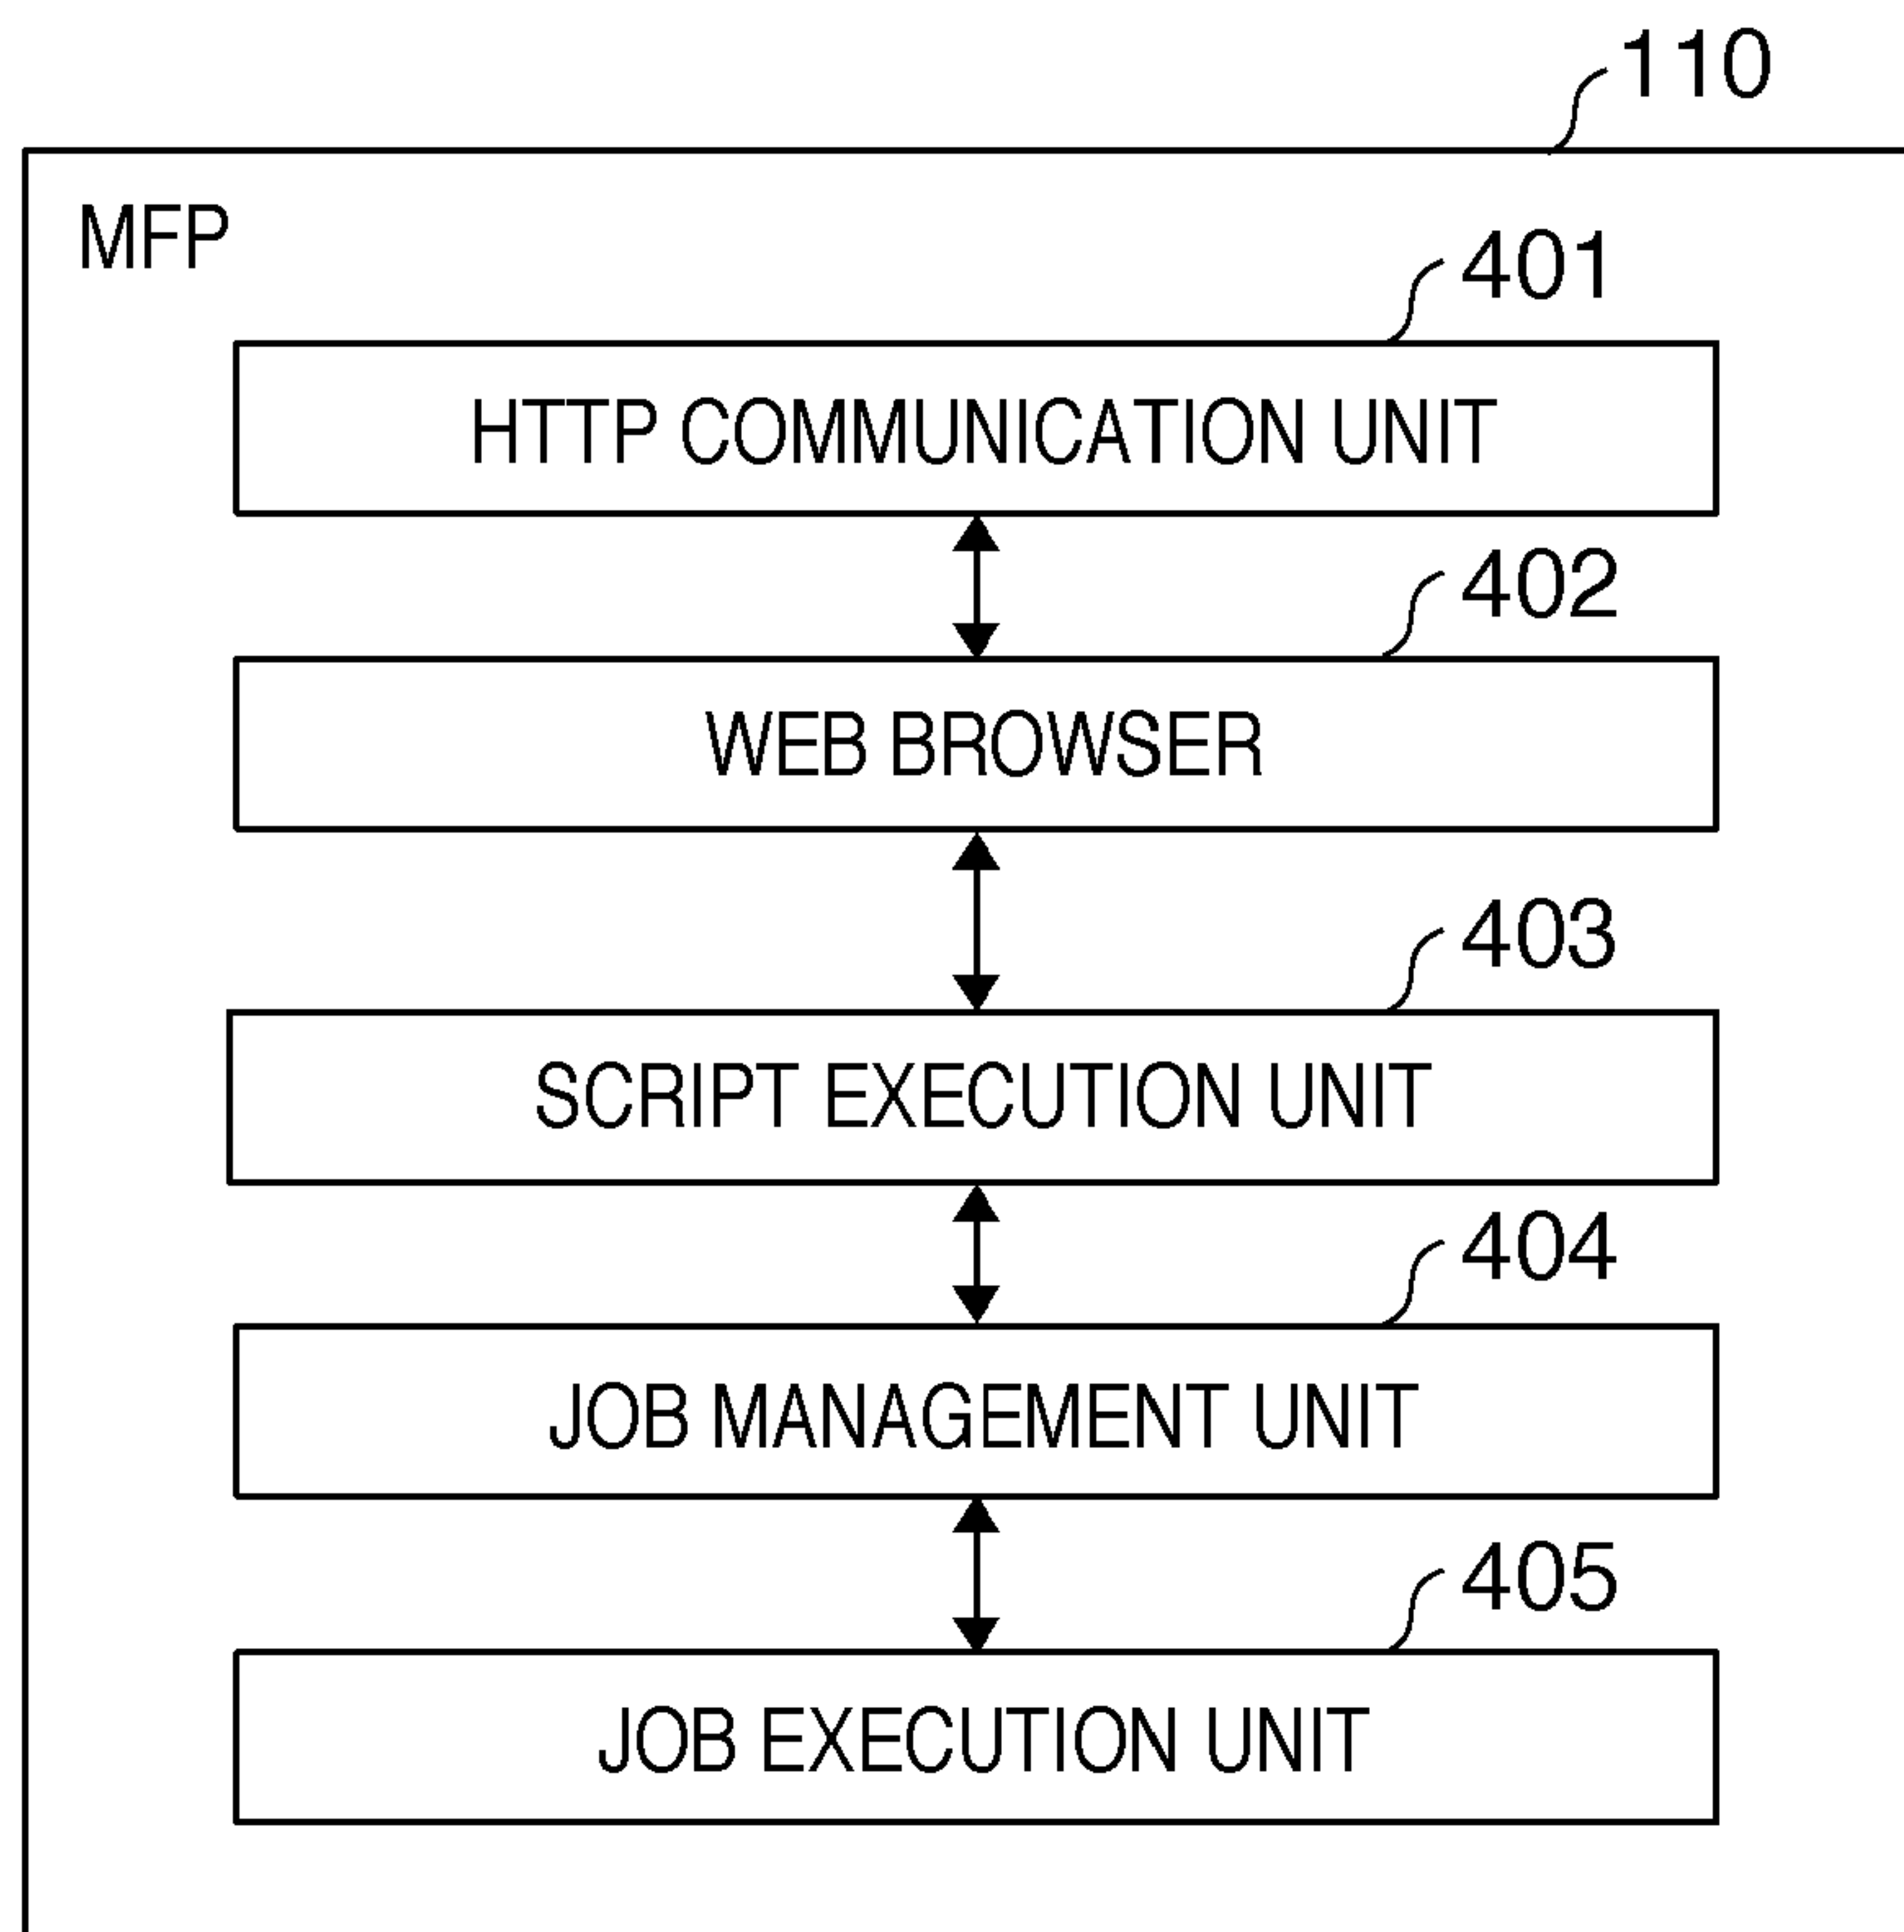 110
MFP
401
HTTP COMMUNICATION UNIT
402
WEB BROWSER
403
SCRIPT EXECUTION UNIT
404
JOB MANAGEMENT UNIT
405
JOB EXECUTION UNIT